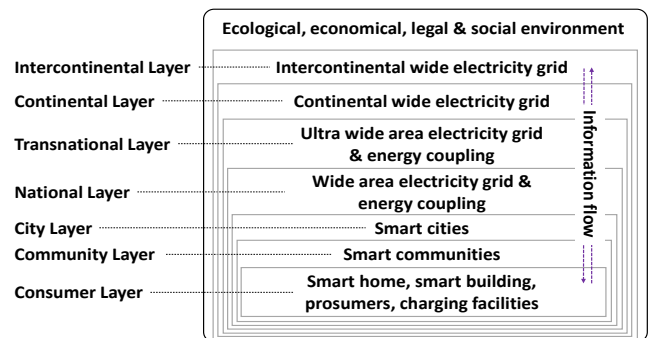 Ecological, economical, legal & social environment
Intercontinental Layer
Intercontinental wide electricity grid
Continental Layer
Continental wide electricity grid
Transnational Layer
Ultra wide area electricity grid
& energy coupling
National Layer
Wide area electricity grid &
energy coupling
City Layer
Smart cities
Community Layer
Smart communities
Consumer Layer
Smart home, smart building,
prosumers, charging facilities
Information flow